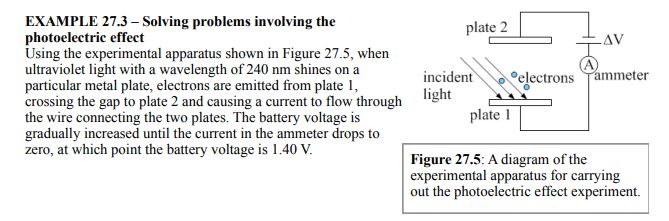 EXAMPLE 27.3 – Solving problems involving the
photoelectric effect
Using the experimental apparatus shown in Figure 27.5, when
ultraviolet light with a wavelength of 240 nm shines on a
particular metal plate, electrons are emitted from plate 1,
crossing the gap to plate 2 and causing a current to flow through
the wire connecting the two plates. The battery voltage is
gradually increased until the current in the ammeter drops to
zero, at which point the battery voltage is 1.40 V.
plate 2
ΔV
A
incident
electrons
ammeter
light
plate 1
Figure 27.5: A diagram of the
experimental apparatus for carrying
out the photoelectric effect experiment.